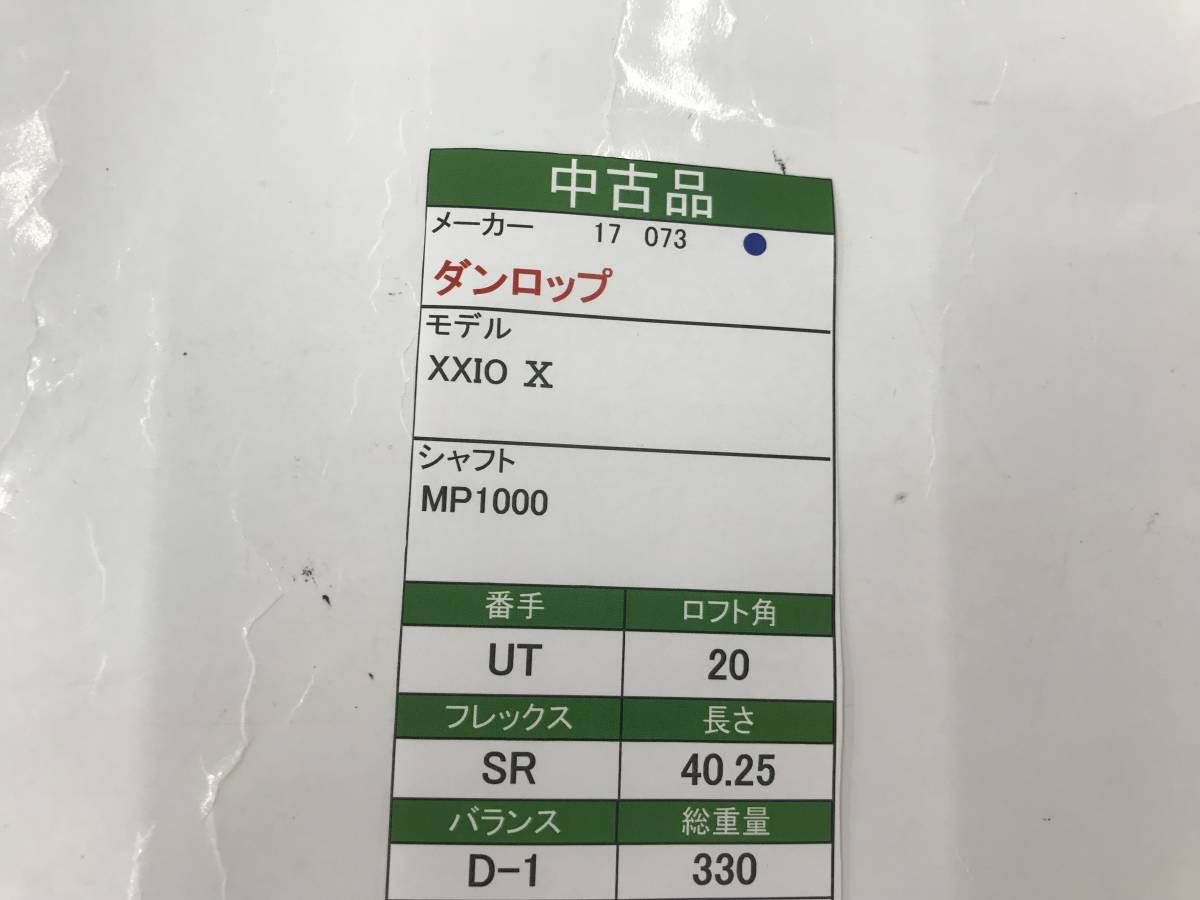 中古品
メーカー 17 073
ダンロップ
モデル
XXIO X
シャフト
MP1000
番手 ロフト角
UT 20
フレックス 長さ
SR 40.25
バランス 総重量
D-1 330